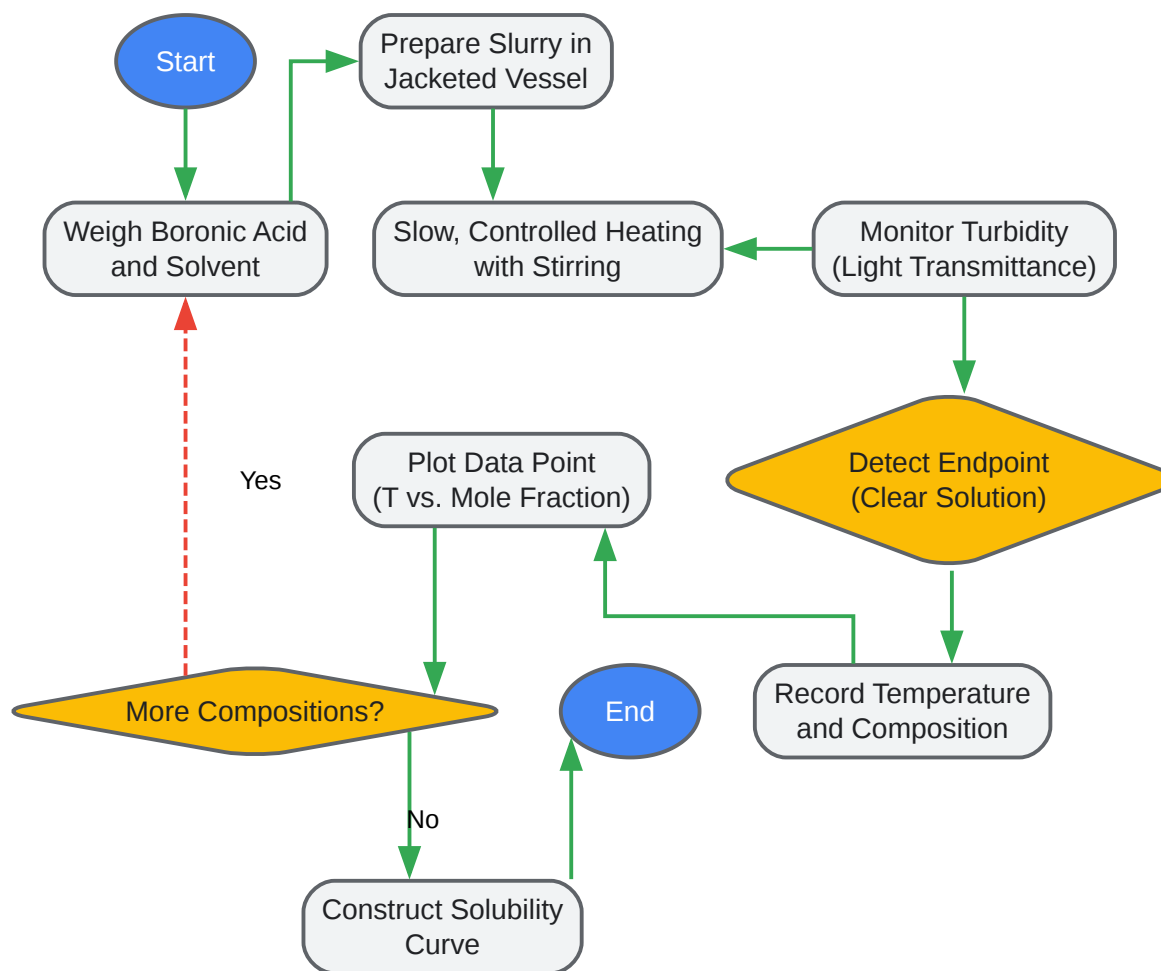 Start
Prepare Slurry in
Jacketed Vessel
Weigh Boronic Acid
and Solvent
Slow, Controlled Heating
with Stirring
Monitor Turbidity
(Light Transmittance)
Detect Endpoint
(Clear Solution)
Plot Data Point
(T vs. Mole Fraction)
Yes
More Compositions?
End
Record Temperature
and Composition
No
Construct Solubility
Curve